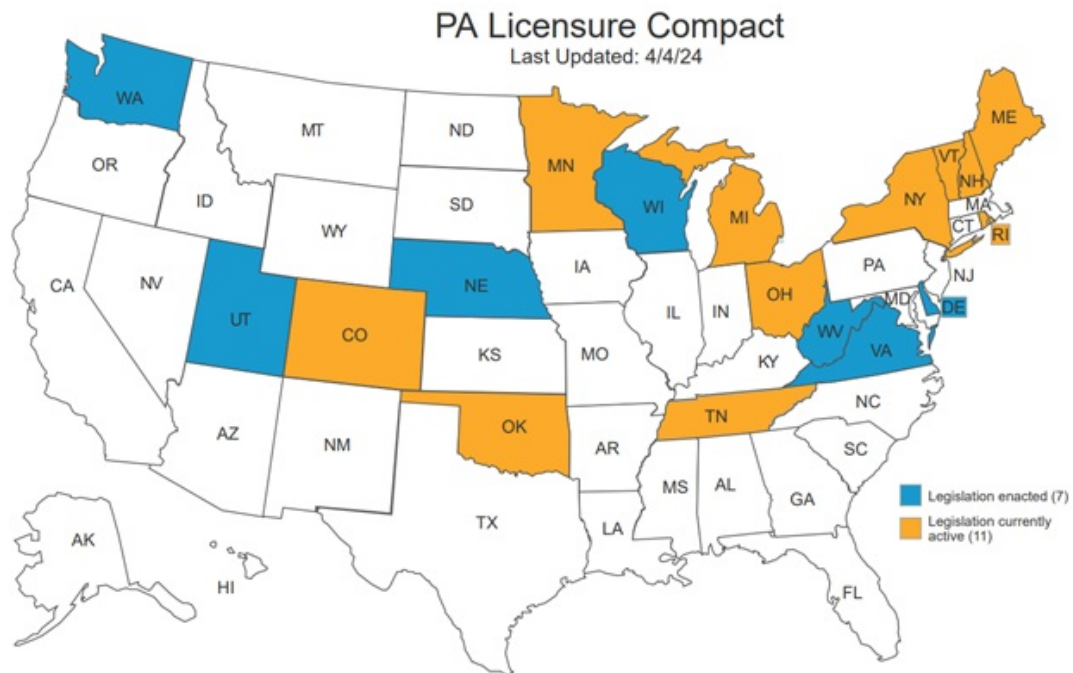 PA Licensure Compact
Last Updated: 4/4/24
WA
MT
ND
MN
ME
OR
ID
SD
WI
MI
NY
VT
NH
MA
CT
RI
WY
IA
PA
NJ
CA
NV
UT
CO
NE
IL
IN
OH
MD
DE
WV
VA
KS
MO
KY
NC
AZ
NM
OK
AR
TN
SC
MS
AL
GA
TX
LA
FL
AK
HI
Legislation enacted (7)
Legislation currently
active (11)